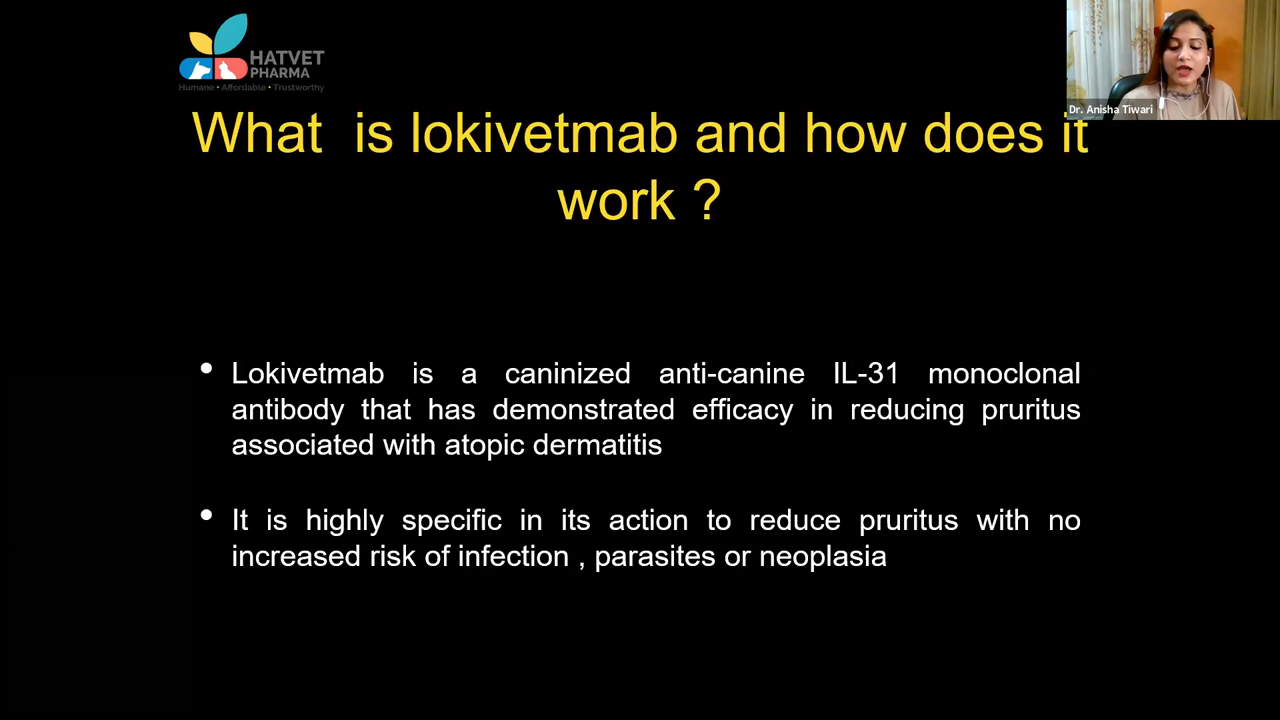 HATVET
PHARMA
Humane • Affordable • Trustworthy
Dr. Anisha Tiwari
What is lokivetmab and how does it
work ?
• Lokivetmab is a caninized anti-canine IL-31 monoclonal
antibody that has demonstrated efficacy in reducing pruritus
associated with atopic dermatitis
• It is highly specific in its action to reduce pruritus with no
increased risk of infection , parasites or neoplasia